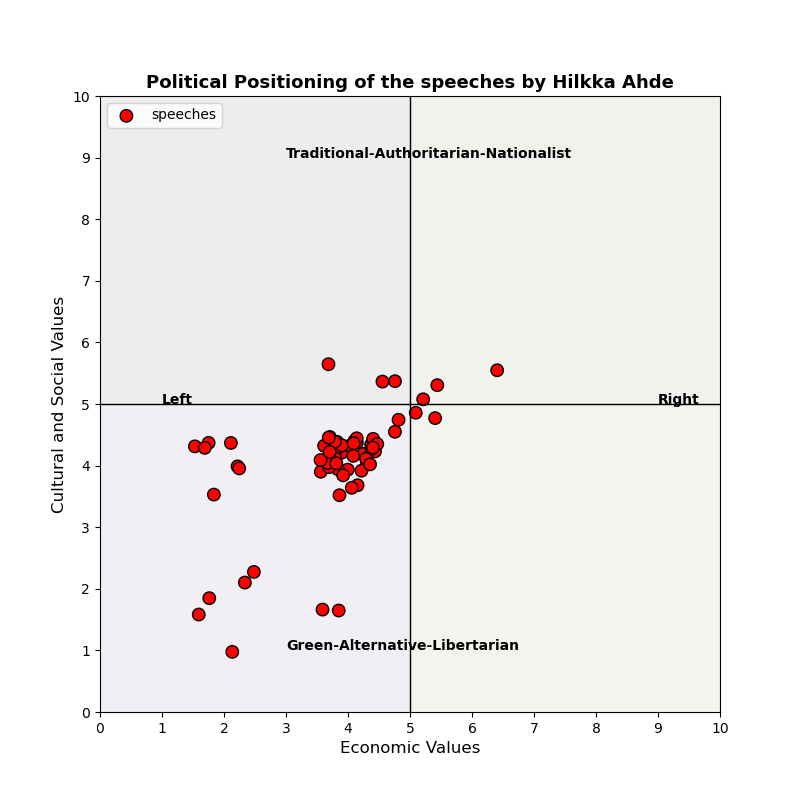 Political Positioning of the speeches by Hilkka Ahde
speeches
Traditional-Authoritarian-Nationalist
Left
Right
Green-Alternative-Libertarian
Cultural and Social Values
10
9
8
7
6
5
4
3
2
1
0
0 1 2 3 4 5 6 7 8 9 10
Economic Values